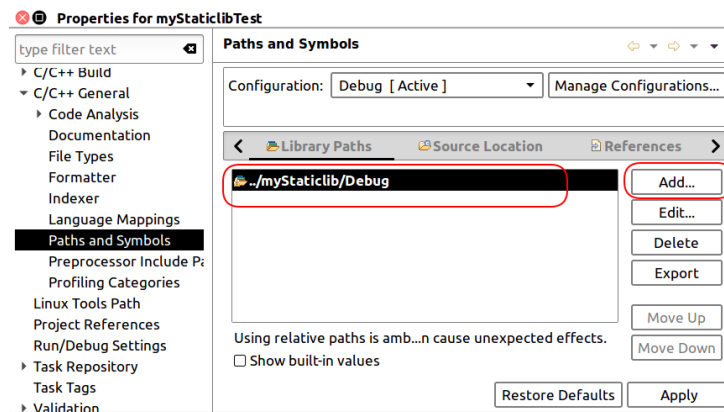 Properties for myStaticlibTest
type filter text
C/C++ Build
C/C++ General
Code Analysis
Documentation
File Types
Formatter
Indexer
Language Mappings
Paths and Symbols
Preprocessor Include Pa
Profiling Categories
Linux Tools Path
Project References
Run/Debug Settings
Task Repository
Task Tags
Validation
Paths and Symbols
Configuration: Debug [ Active ] Manage Configurations...
Library Paths Source Location References
../myStaticlib/Debug
Add...
Edit...
Delete
Export
Move Up
Move Down
Using relative paths is amb...n cause unexpected effects.
Show built-in values
Restore Defaults Apply